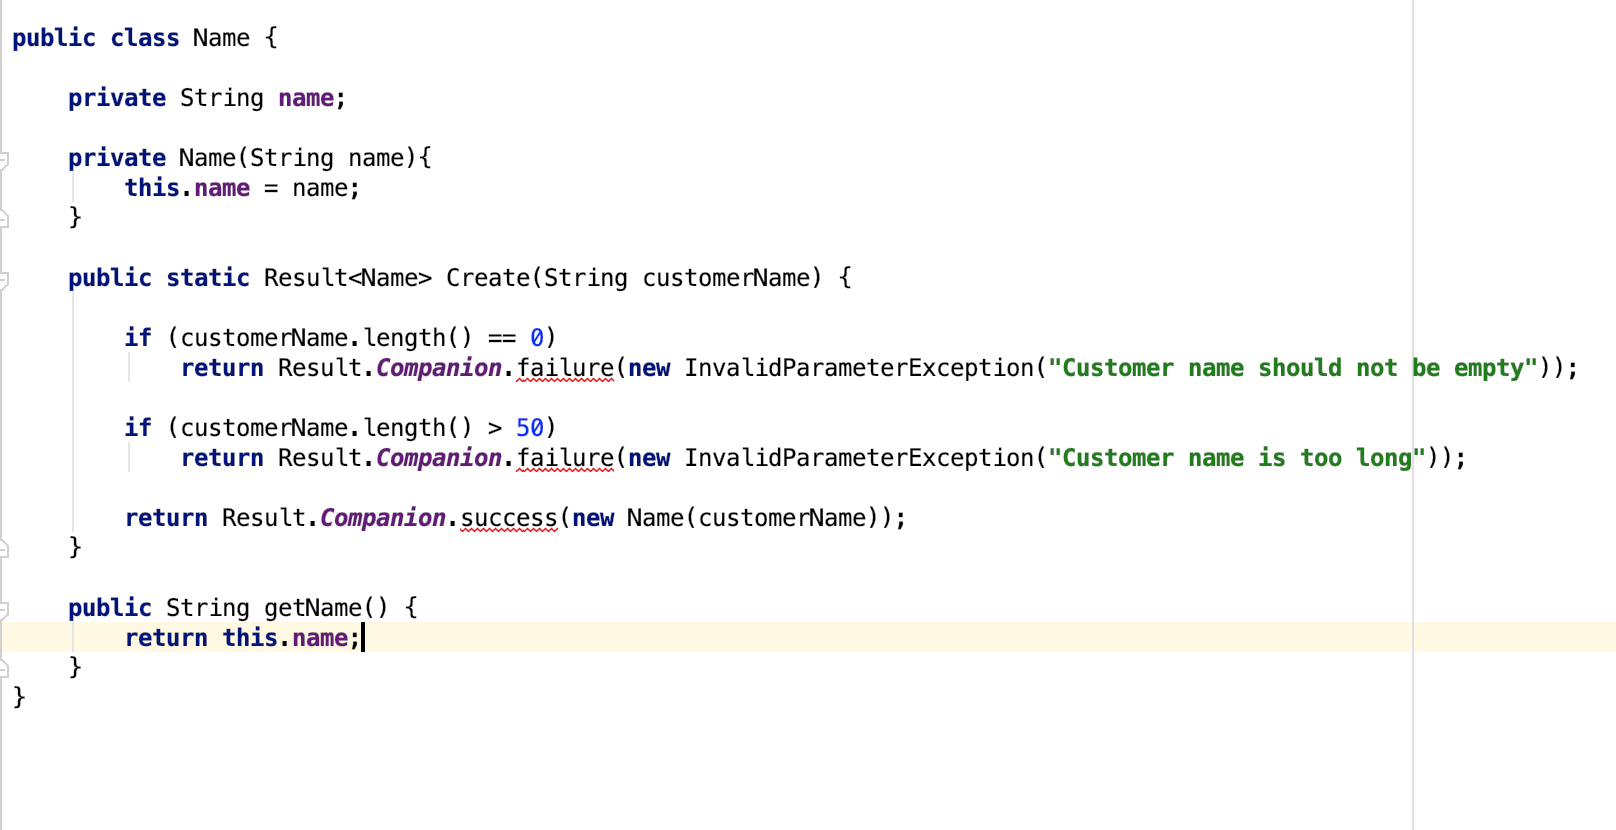 public class Name {
private String name;
private Name(String name){
this.name = name;
}
public static Result<Name> Create(String customerName) {
if (customerName.length() == 0)
return Result.Companion.failure(new InvalidParameterException("Customer name should not be empty"));
if (customerName.length() > 50)
return Result.Companion.failure(new InvalidParameterException("Customer name is too long"));
return Result.Companion.success(new Name(customerName));
}
public String getName() {
return this.name;
}
}